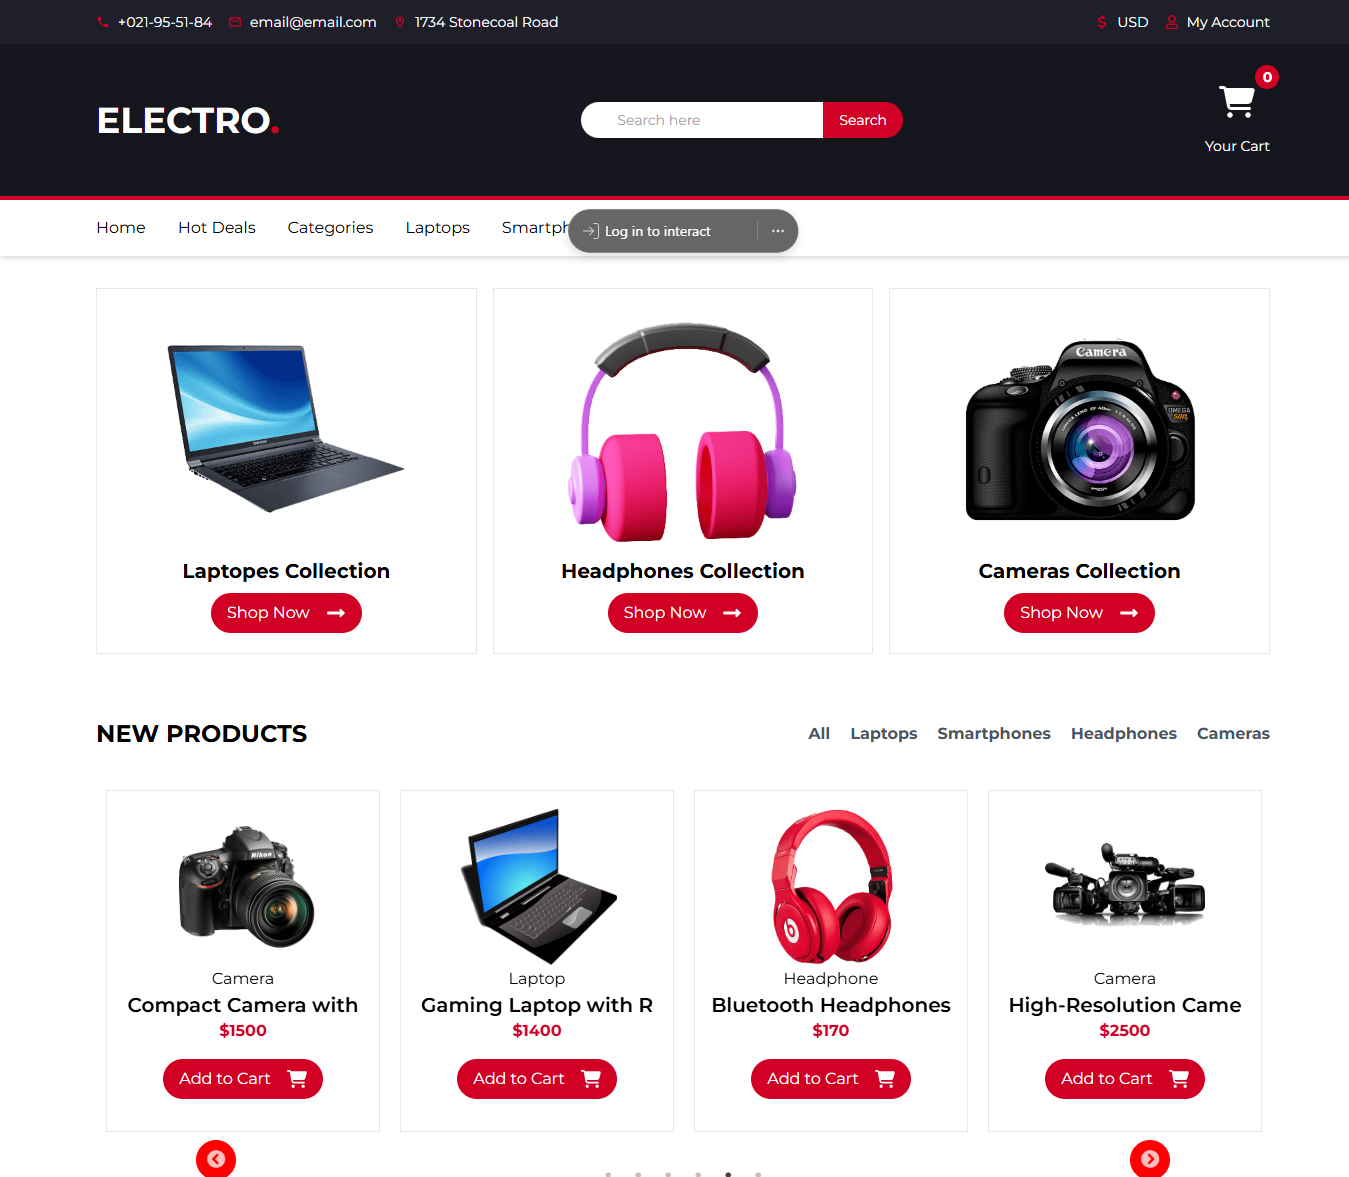 +021-95-51-84 email@email.com 1734 Stonecoal Road USD My Account
ELECTRO.
Search here Search
0
Your Cart
Home Hot Deals Categories Laptops Smartph
Log in to interact
Camera
OMEGA
Laptopes Collection
Shop Now
Headphones Collection
Shop Now
Cameras Collection
Shop Now
NEW PRODUCTS
All Laptops Smartphones Headphones Cameras
Nikon
Camera
Compact Camera with
$1500
Add to Cart
Laptop
Gaming Laptop with R
$1400
Add to Cart
b
Headphone
Bluetooth Headphones
$170
Add to Cart
Camera
High-Resolution Came
$2500
Add to Cart